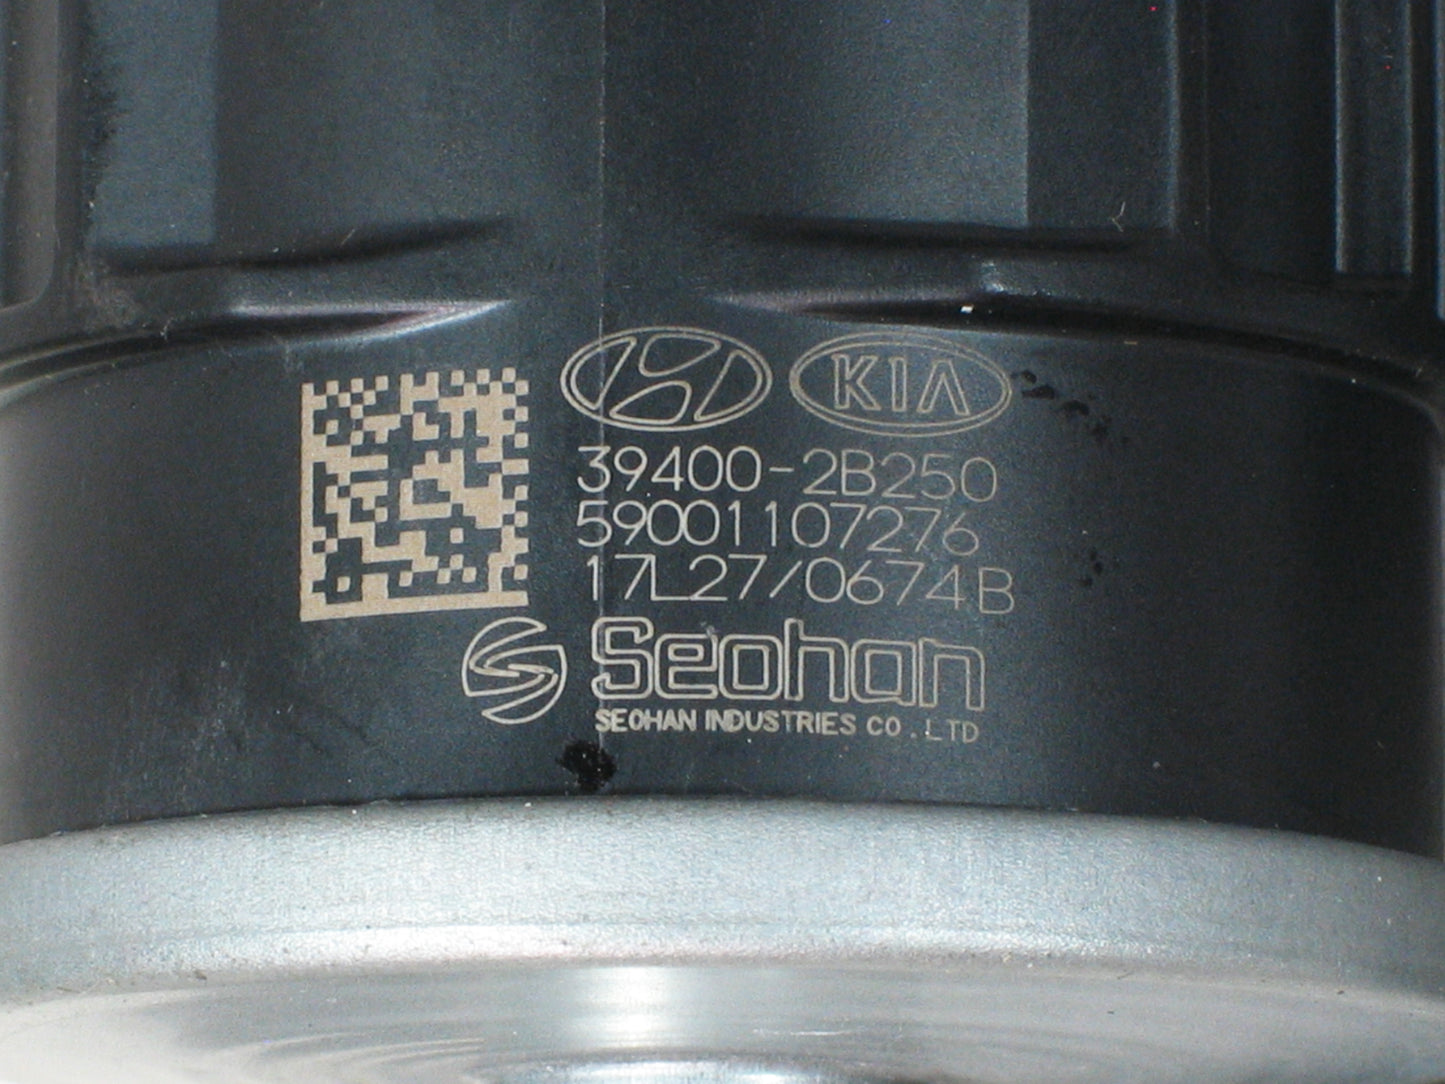 KIA
39400-2B250
59001107276
17L27/0674B
Seohan
SEOHAN INDUSTRIES CO.,LTD